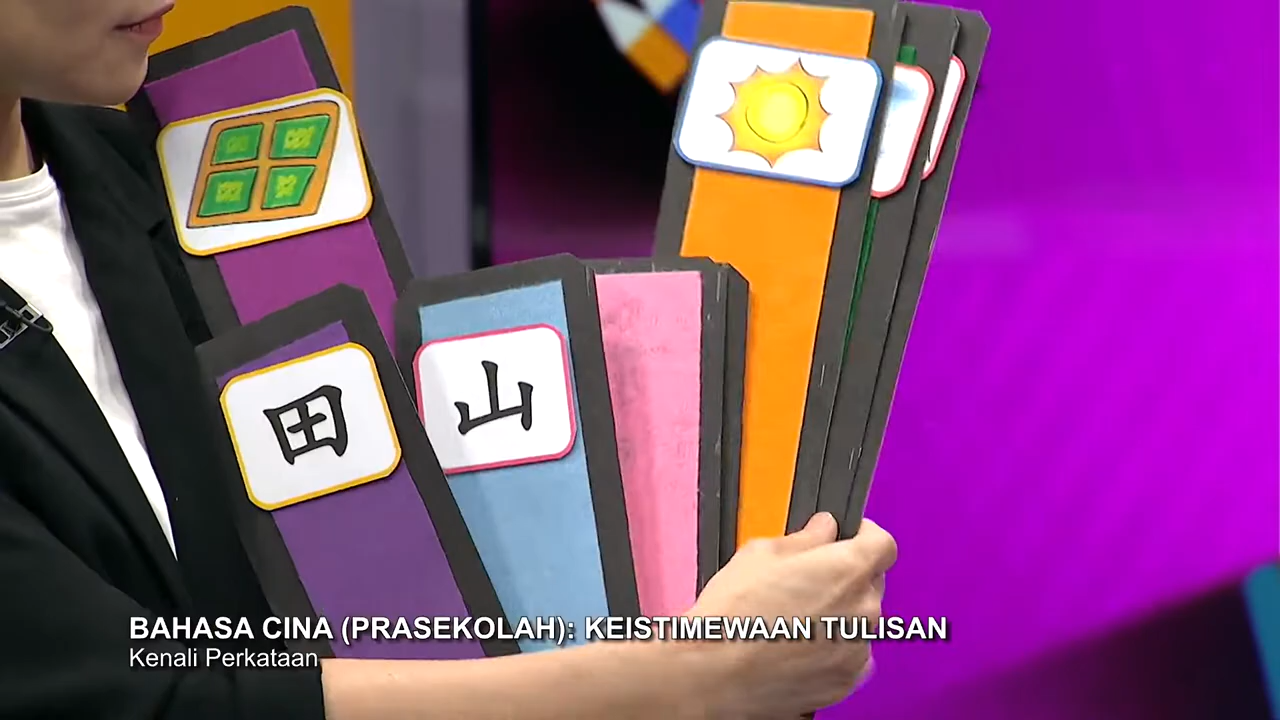 田
山
BAHASA CINA (PRASEKOLAH): KEISTIMEWAAN TULISAN
Kenali Perkataan